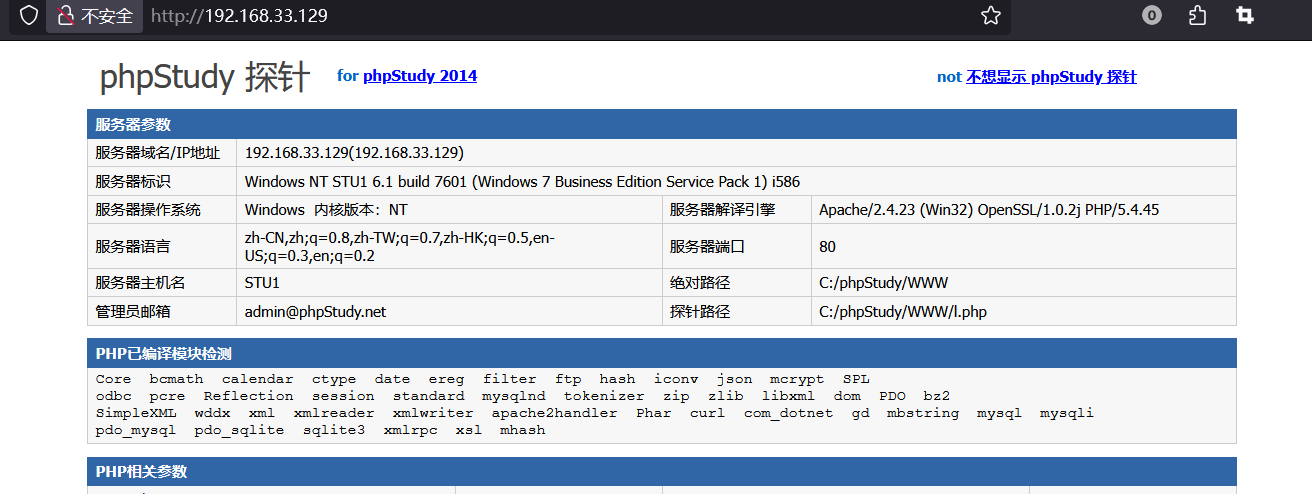 不安全 http://192.168.33.129 0
phpStudy 探针 for phpStudy 2014 not 不想显示 phpStudy 探针
服务器参数
服务器域名/IP地址 192.168.33.129(192.168.33.129)
服务器标识 Windows NT STU1 6.1 build 7601 (Windows 7 Business Edition Service Pack 1) i586
服务器操作系统 Windows 内核版本：NT 服务器解译引擎 Apache/2.4.23 (Win32) OpenSSL/1.0.2j PHP/5.4.45
服务器语言 zh-CN,zh;q=0.8,zh-TW;q=0.7,zh-HK;q=0.5,en-
US;q=0.3,en;q=0.2 服务器端口 80
服务器主机名 STU1 绝对路径 C:/phpStudy/WWW
管理员邮箱 admin@phpStudy.net 探针路径 C:/phpStudy/WWW/l.php
PHP已编译模块检测
Core bcmath calendar ctype date ereg filter ftp hash iconv json mcrypt SPL
odbc pcre Reflection session standard mysqlnd tokenizer zip zlib libxml dom PDO bz2
SimpleXML wddx xml xmlreader xmlwriter apache2handler Phar curl com_dotnet gd mbstring mysql mysqli
pdo_mysql pdo_sqlite sqlite3 xmlrpc xsl mhash
PHP相关参数